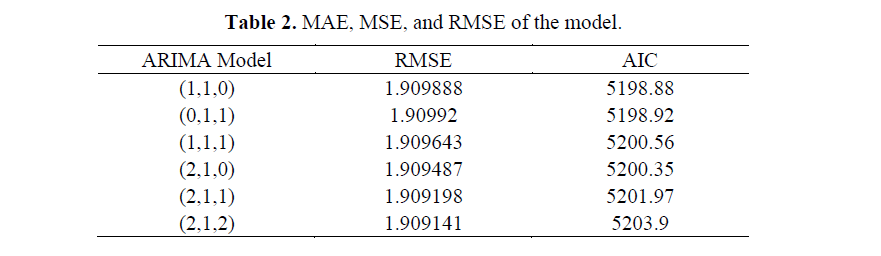 Table 2. MAE, MSE, and RMSE of the model.
ARIMA Model RMSE AIC
(1,1,0) 1.909888 5198.88
(0,1,1) 1.90992 5198.92
(1,1,1) 1.909643 5200.56
(2,1,0) 1.909487 5200.35
(2,1,1) 1.909198 5201.97
(2,1,2) 1.909141 5203.9